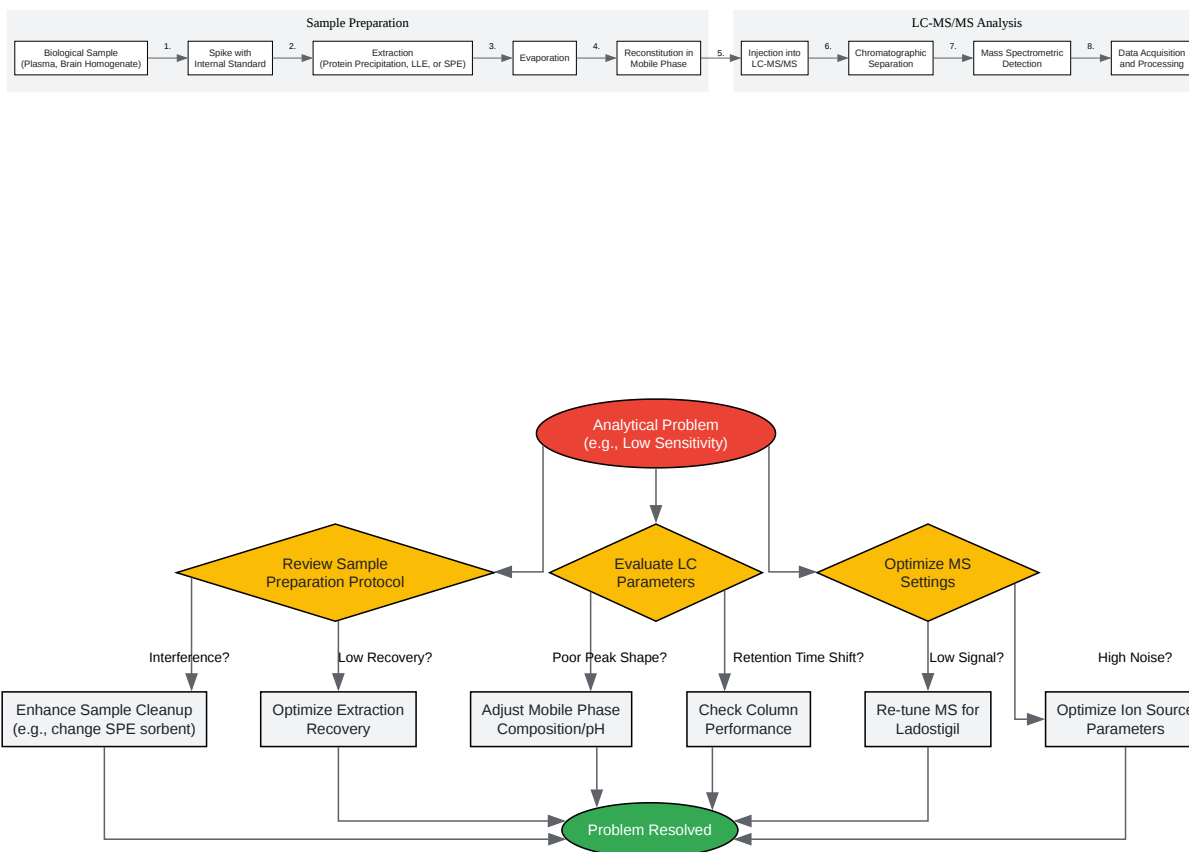 Sample Preparation
LC-MS/MS Analysis
Biological Sample
(Plasma, Brain Homogenate)
1.
Spike with
Internal Standard
2.
Extraction
(Protein Precipitation, LLE, or SPE)
3.
Evaporation
4.
Reconstitution in
Mobile Phase
5.
Injection into
LC-MS/MS
6.
Chromatographic
Separation
7.
Mass Spectrometric
Detection
8.
Data Acquisition
and Processing
Analytical Problem
(e.g., Low Sensitivity)
Review Sample
Preparation Protocol
Evaluate LC
Parameters
Optimize MS
Settings
Interference?
Low Recovery?
Poor Peak Shape?
Retention Time Shift?
Low Signal?
High Noise?
Enhance Sample Cleanup
(e.g., change SPE sorbent)
Optimize Extraction
Recovery
Adjust Mobile Phase
Composition/pH
Check Column
Performance
Re-tune MS for
Ladostigil
Optimize Ion Source
Parameters
Problem Resolved